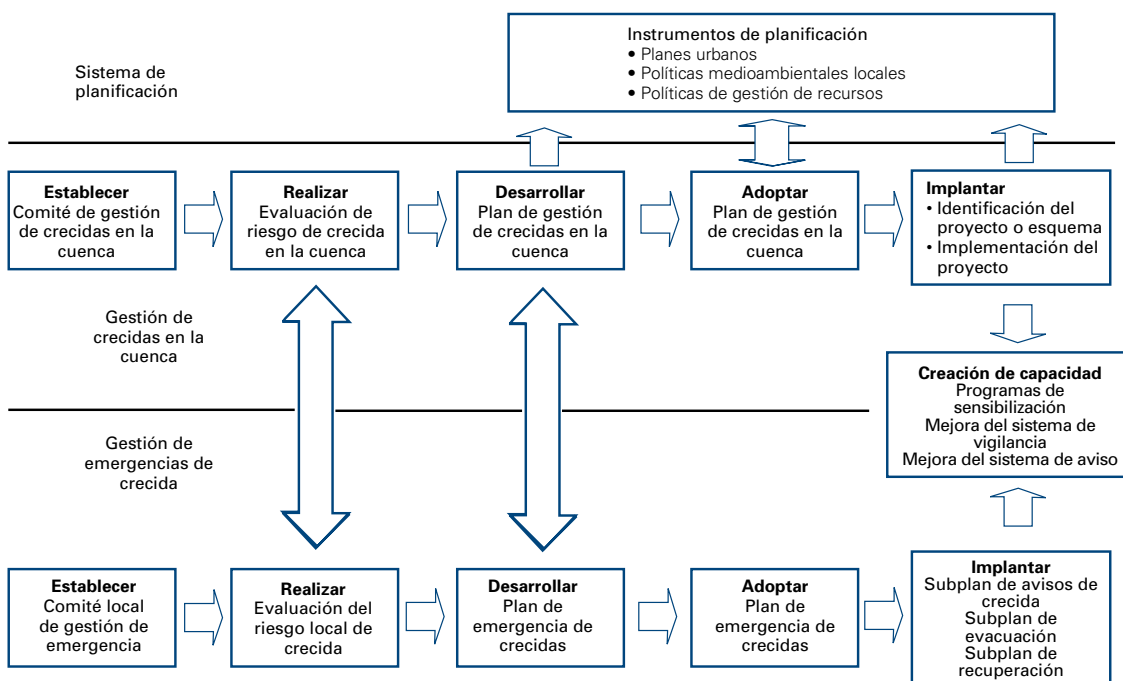 Instrumentos de planificación
• Planes urbanos
• Políticas medioambientales locales
• Políticas de gestión de recursos
Sistema de
planificación
Establecer
Comité de gestión
de crecidas en la
cuenca
Realizar
Evaluación de
riesgo de crecida
en la cuenca
Desarrollar
Plan de gestión
de crecidas en la
cuenca
Adoptar
Plan de gestión
de crecidas en la
cuenca
Implantar
• Identificación del
proyecto o esquema
• Implementación del
proyecto
Gestión de
crecidas en la
cuenca
Creación de capacidad
Programas de
sensibilización
Mejora del sistema de
vigilancia
Mejora del sistema de aviso
Gestión de
emergencias de
crecida
Establecer
Comité local
de gestión de
emergencia
Realizar
Evaluación del
riesgo local de
crecida
Desarrollar
Plan de
emergencia de
crecidas
Adoptar
Plan de
emergencia de
crecidas
Implantar
Subplan de avisos de
crecida
Subplan de
evacuación
Subplan de
recuperación